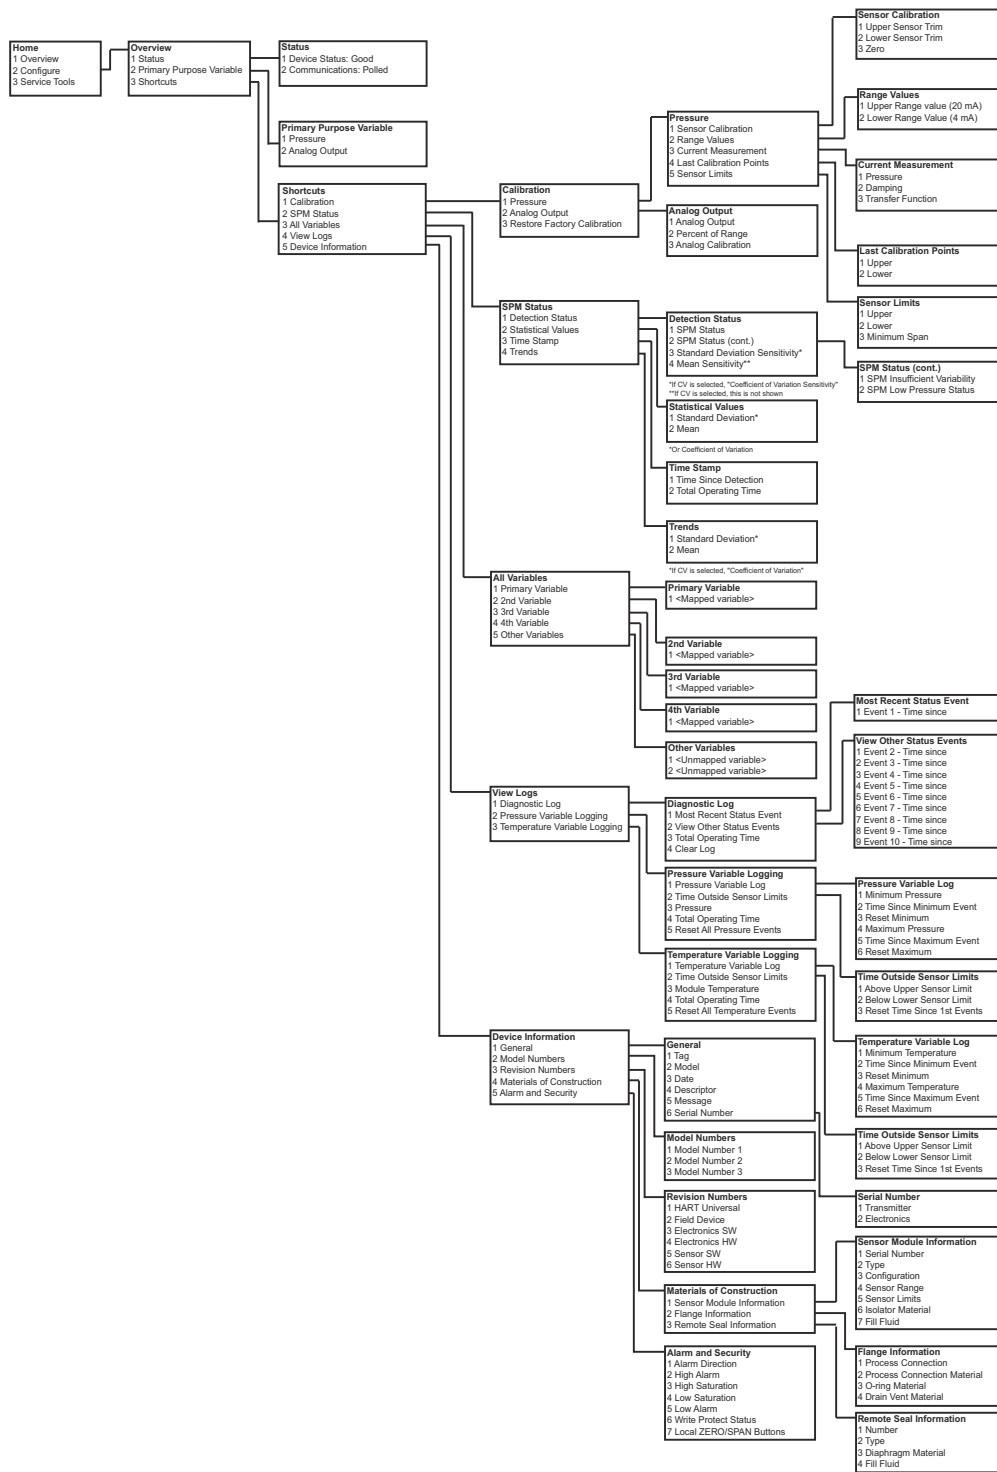 Home
1 Overview
2 Configure
3 Service Tools
Overview
1 Status
2 Primary Purpose Variable
3 Shortcuts
Status
1 Device Status: Good
2 Communications: Polled
Primary Purpose Variable
1 Pressure
2 Analog Output
Shortcuts
1 Calibration
2 SPM Status
3 All Variables
4 View Logs
5 Device Information
Calibration
1 Pressure
2 Analog Output
3 Restore Factory Calibration
Pressure
1 Sensor Calibration
2 Range Values
3 Current Measurement
4 Last Calibration Points
5 Sensor Limits
Sensor Calibration
1 Upper Sensor Trim
2 Lower Sensor Trim
3 Zero
Range Values
1 Upper Range value (20 mA)
2 Lower Range Value (4 mA)
Current Measurement
1 Pressure
2 Damping
3 Transfer Function
Last Calibration Points
1 Upper
2 Lower
Sensor Limits
1 Upper
2 Lower
3 Minimum Span
Analog Output
1 Analog Output
2 Percent of Range
3 Analog Calibration
SPM Status
1 Detection Status
2 Statistical Values
3 Time Stamp
4 Trends
Detection Status
1 SPM Status
2 SPM Status (cont.)
3 Standard Deviation Sensitivity*
4 Mean Sensitivity**
*If CV is selected, "Coefficient of Variation Sensitivity"
**If CV is selected, this is not shown
SPM Status (cont.)
1 SPM Insufficient Variability
2 SPM Low Pressure Status
Statistical Values
1 Standard Deviation*
2 Mean
*Or Coefficient of Variation
Time Stamp
1 Time Since Detection
2 Total Operating Time
Trends
1 Standard Deviation*
2 Mean
*If CV is selected, "Coefficient of Variation"
All Variables
1 Primary Variable
2 2nd Variable
3 3rd Variable
4 4th Variable
5 Other Variables
Primary Variable
1 <Mapped variable>
2nd Variable
1 <Mapped variable>
3rd Variable
1 <Mapped variable>
4th Variable
1 <Mapped variable>
Other Variables
1 <Unmapped variable>
2 <Unmapped variable>
View Logs
1 Diagnostic Log
2 Pressure Variable Logging
3 Temperature Variable Logging
Diagnostic Log
1 Most Recent Status Event
2 View Other Status Events
3 Total Operating Time
4 Clear Log
Most Recent Status Event
1 Event 1 - Time since
View Other Status Events
1 Event 2 - Time since
2 Event 3 - Time since
3 Event 4 - Time since
4 Event 5 - Time since
5 Event 6 - Time since
6 Event 7 - Time since
7 Event 8 - Time since
8 Event 9 - Time since
9 Event 10 - Time since
Pressure Variable Logging
1 Pressure Variable Log
2 Time Outside Sensor Limits
3 Pressure
4 Total Operating Time
5 Reset All Pressure Events
Pressure Variable Log
1 Minimum Pressure
2 Time Since Minimum Event
3 Reset Minimum
4 Maximum Pressure
5 Time Since Maximum Event
6 Reset Maximum
Time Outside Sensor Limits
1 Above Upper Sensor Limit
2 Below Lower Sensor Limit
3 Reset Time Since 1st Events
Temperature Variable Logging
1 Temperature Variable Log
2 Time Outside Sensor Limits
3 Module Temperature
4 Total Operating Time
5 Reset All Temperature Events
Temperature Variable Log
1 Minimum Temperature
2 Time Since Minimum Event
3 Reset Minimum
4 Maximum Temperature
5 Time Since Maximum Event
6 Reset Maximum
Time Outside Sensor Limits
1 Above Upper Sensor Limit
2 Below Lower Sensor Limit
3 Reset Time Since 1st Events
Device Information
1 General
2 Model Numbers
3 Revision Numbers
4 Materials of Construction
5 Alarm and Security
General
1 Tag
2 Model
3 Date
4 Descriptor
5 Message
6 Serial Number
Serial Number
1 Transmitter
2 Electronics
Model Numbers
1 Model Number 1
2 Model Number 2
3 Model Number 3
Revision Numbers
1 HART Universal
2 Field Device
3 Electronics SW
4 Electronics HW
5 Sensor SW
6 Sensor HW
Materials of Construction
1 Sensor Module Information
2 Flange Information
3 Remote Seal Information
Sensor Module Information
1 Serial Number
2 Type
3 Configuration
4 Sensor Range
5 Sensor Limits
6 Isolator Material
7 Fill Fluid
Flange Information
1 Process Connection
2 Process Connection Material
3 O-ring Material
4 Drain Vent Material
Remote Seal Information
1 Number
2 Type
3 Diaphragm Material
4 Fill Fluid
Alarm and Security
1 Alarm Direction
2 High Alarm
3 High Saturation
4 Low Saturation
5 Low Alarm
6 Write Protect Status
7 Local ZERO/SPAN Buttons